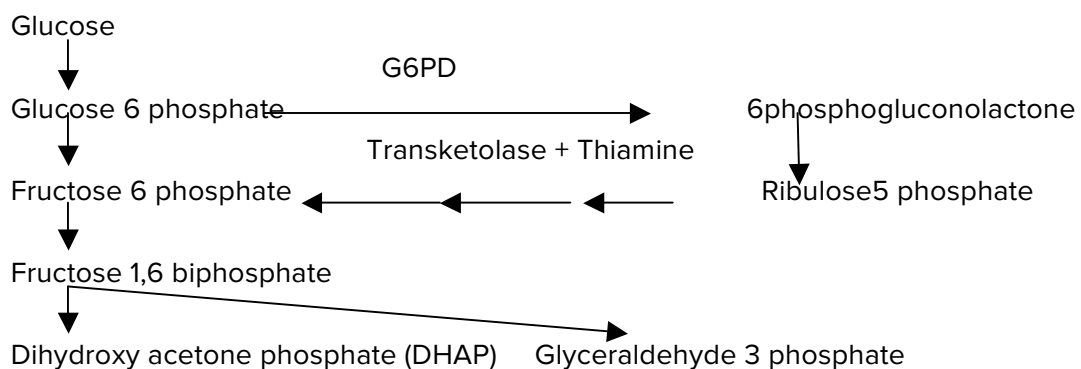 Glucose
G6PD
Glucose 6 phosphate 6phosphogluconolactone
Transketolase + Thiamine
Fructose 6 phosphate Ribulose5 phosphate
Fructose 1,6 biphosphate
Dihydroxy acetone phosphate (DHAP) Glyceraldehyde 3 phosphate